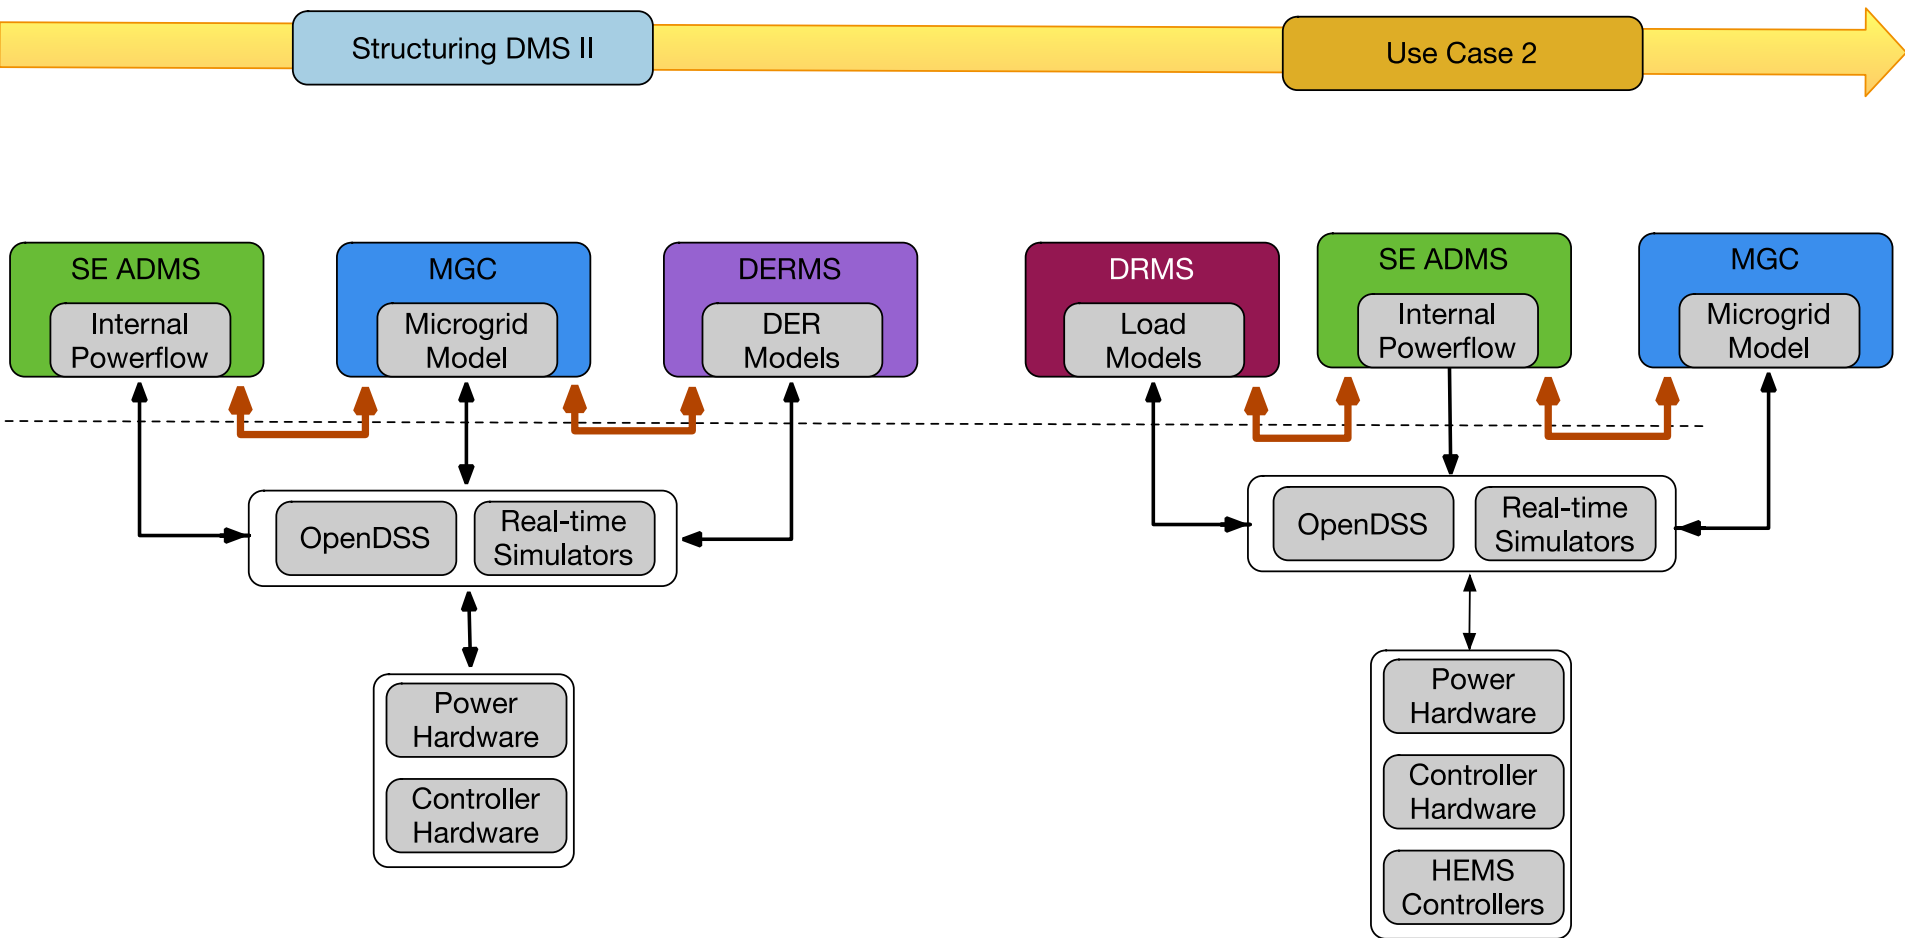 Structuring DMS II
Use Case 2
SE ADMS
Internal
Powerflow
MGC
Microgrid
Model
DERMS
DER
Models
DRMS
Load
Models
SE ADMS
Internal
Powerflow
MGC
Microgrid
Model
OpenDSS
Real-time
Simulators
OpenDSS
Real-time
Simulators
Power
Hardware
Controller
Hardware
Power
Hardware
Controller
Hardware
HEMS
Controllers